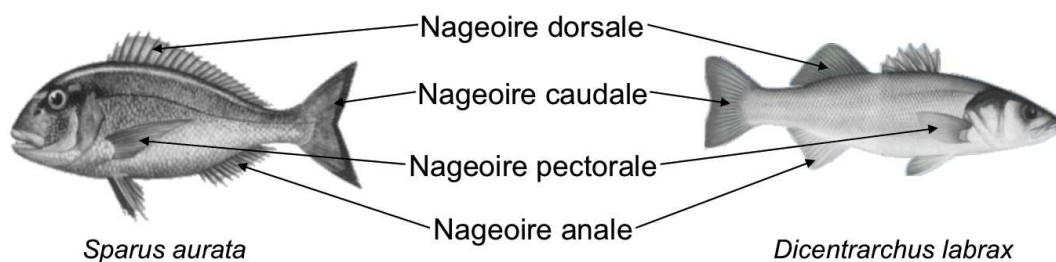 Nageoire dorsale
Nageoire caudale
Nageoire pectorale
Nageoire anale
Sparus aurata
Dicentrarchus labrax